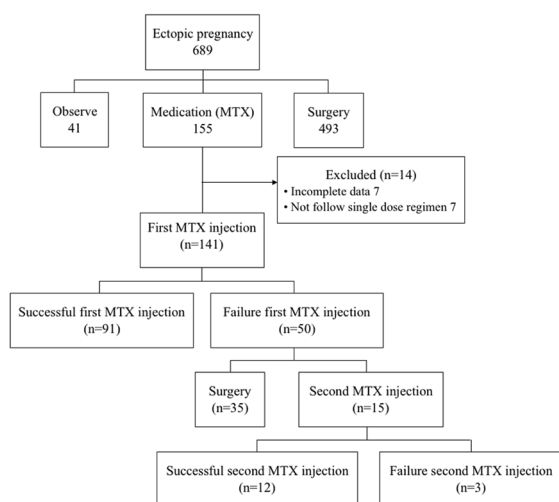 Ectopic pregnancy
689
Observe
41
Medication (MTX)
155
Surgery
493
Excluded (n=14)
• Incomplete data 7
• Not follow single dose regimen 7
First MTX injection
(n=141)
Successful first MTX injection
(n=91)
Failure first MTX injection
(n=50)
Surgery
(n=35)
Second MTX injection
(n=15)
Successful second MTX injection
(n=12)
Failure second MTX injection
(n=3)